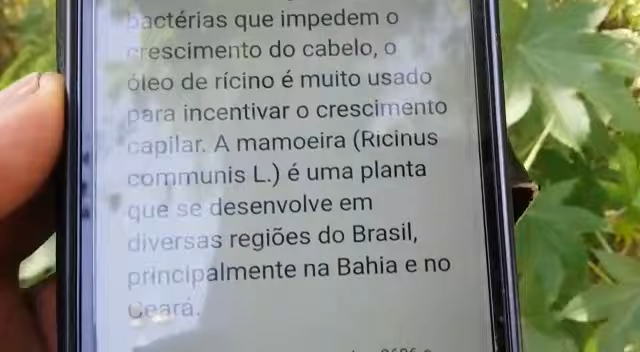 bactérias que impedem o
crescimento do cabelo, o
óleo de rícino é muito usado
para incentivar o crescimento
capilar. A mamoeira (Ricinus
communis L.) é uma planta
que se desenvolve em
diversas regiões do Brasil,
principalmente na Bahia e no
Ceará.